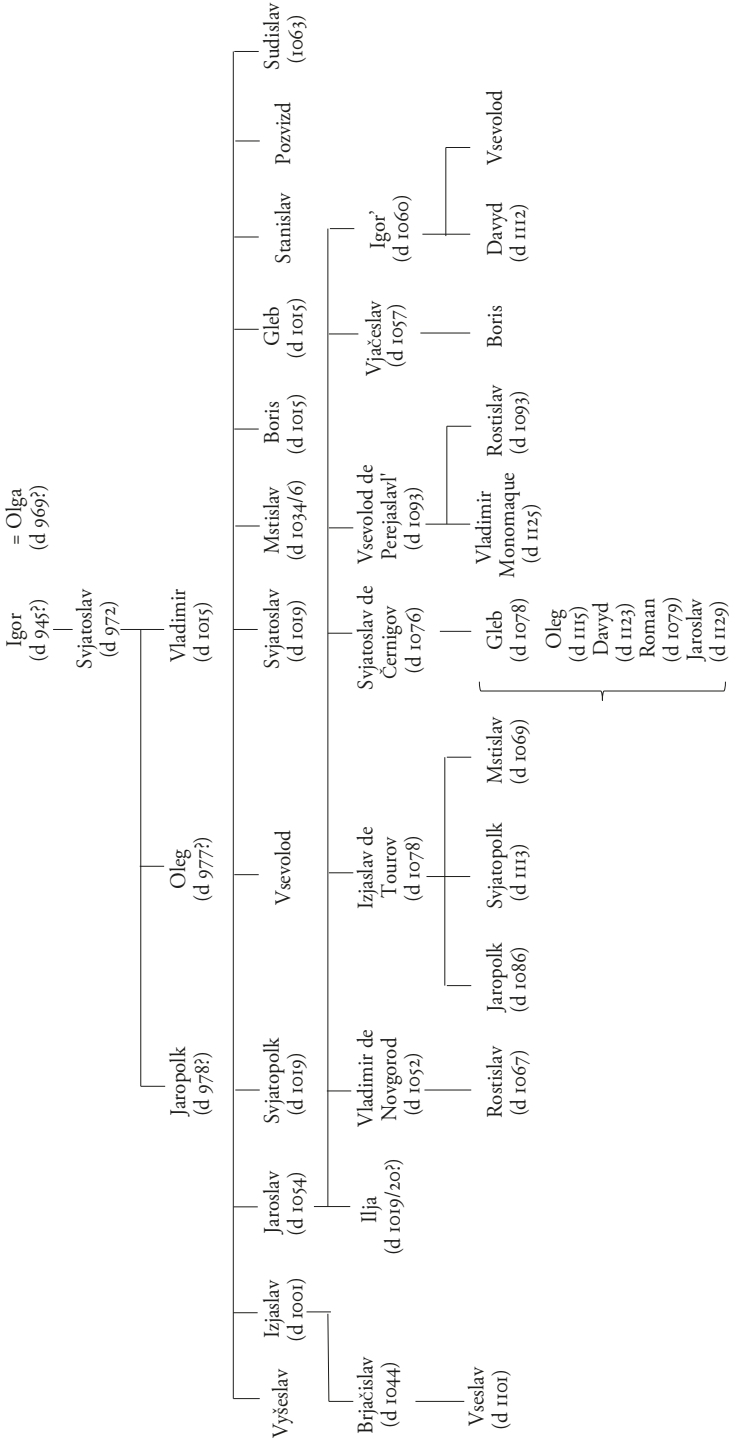 Igor = Olga
(d 945?) (d 969?)
Svjatoslav
(d 972)
Jaropolk Oleg Vladimir
(d 978?) (d 977?) (d 1015)
Vyšeslav Izjaslav Jaroslav Svjatopolk Vsevolod Svjatoslav Mstislav Boris Gleb Stanislav Pozvizd Sudislav
(d 1001) (d 1054) (d 1019) (d 1019) (d 1034/6) (d 1015) (d 1015) (1063)
Brjačislav Ilja Vladimir de Izjaslav de Svjatoslav de Vsevolod de Vjačeslav Igor'
(d 1044) (d 1019/20?) Novgorod Tourov Černigov Perejaslavl' (d 1057) (d 1060)
(d 1052) (d 1078) (d 1076) (d 1093)
Vseslav Rostislav Jaropolk Svjatopolk Mstislav Gleb Vladimir Rostislav Boris Davyd Vsevolod
(d 1101) (d 1067) (d 1086) (d 1113) (d 1069) (d 1078) Monomaque (d 1093) (d 1112)
(d 1125)
Oleg
(d 1115)
Davyd
(d 1123)
Roman
(d 1079)
Jaroslav
(d 1129)